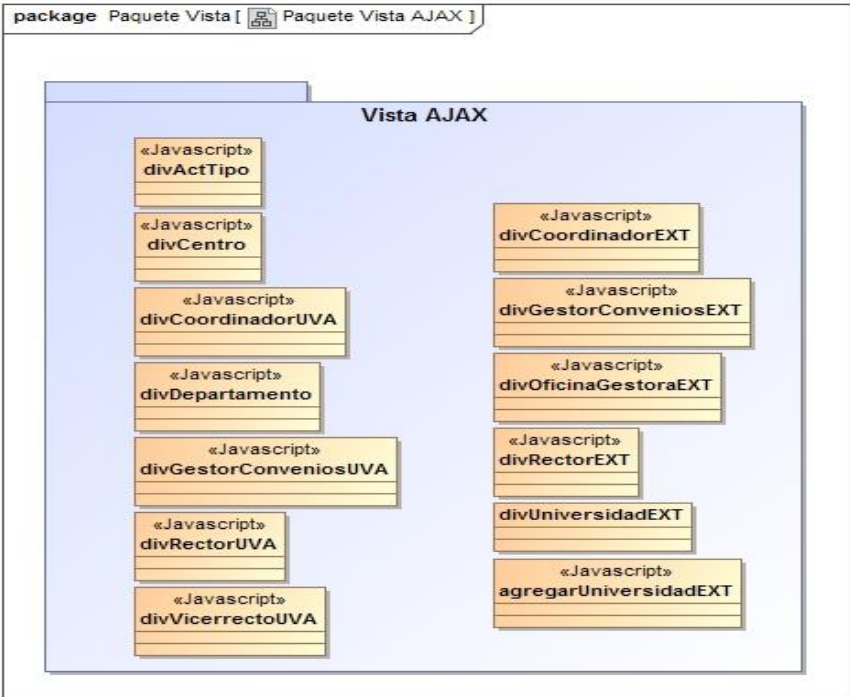 package Paquete Vista [ Paquete Vista AJAX ]
Vista AJAX
«Javascript»
divActTipo
«Javascript»
divCentro
«Javascript»
divCoordinadorUVA
«Javascript»
divDepartamento
«Javascript»
divGestorConveniosUVA
«Javascript»
divRectorUVA
«Javascript»
divVicerrectoUVA
«Javascript»
divCoordinadorEXT
«Javascript»
divGestorConveniosEXT
«Javascript»
divOficinaGestoraEXT
«Javascript»
divRectorEXT
divUniversidadEXT
«Javascript»
agregarUniversidadEXT